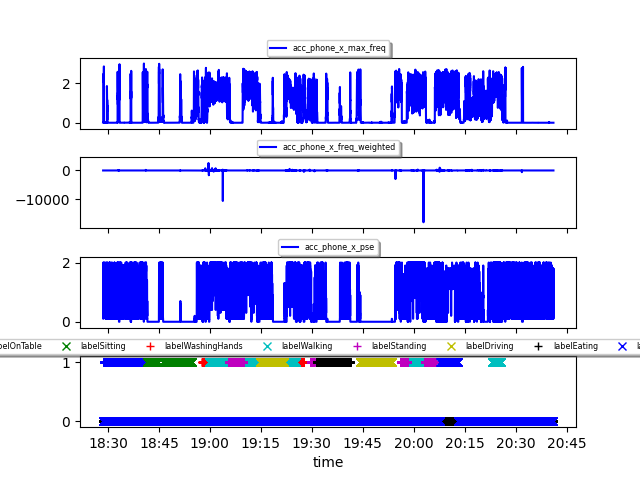 acc_phone_x_max_freq
2
0
acc_phone_x_freq_weighted
0
−10000
acc_phone_x_pse
2
0
elOnTable labelSitting labelWashingHands labelWalking labelStanding labelDriving labelEating
1
0
18:30 18:45 19:00 19:15 19:30 19:45 20:00 20:15 20:30 20:45
time